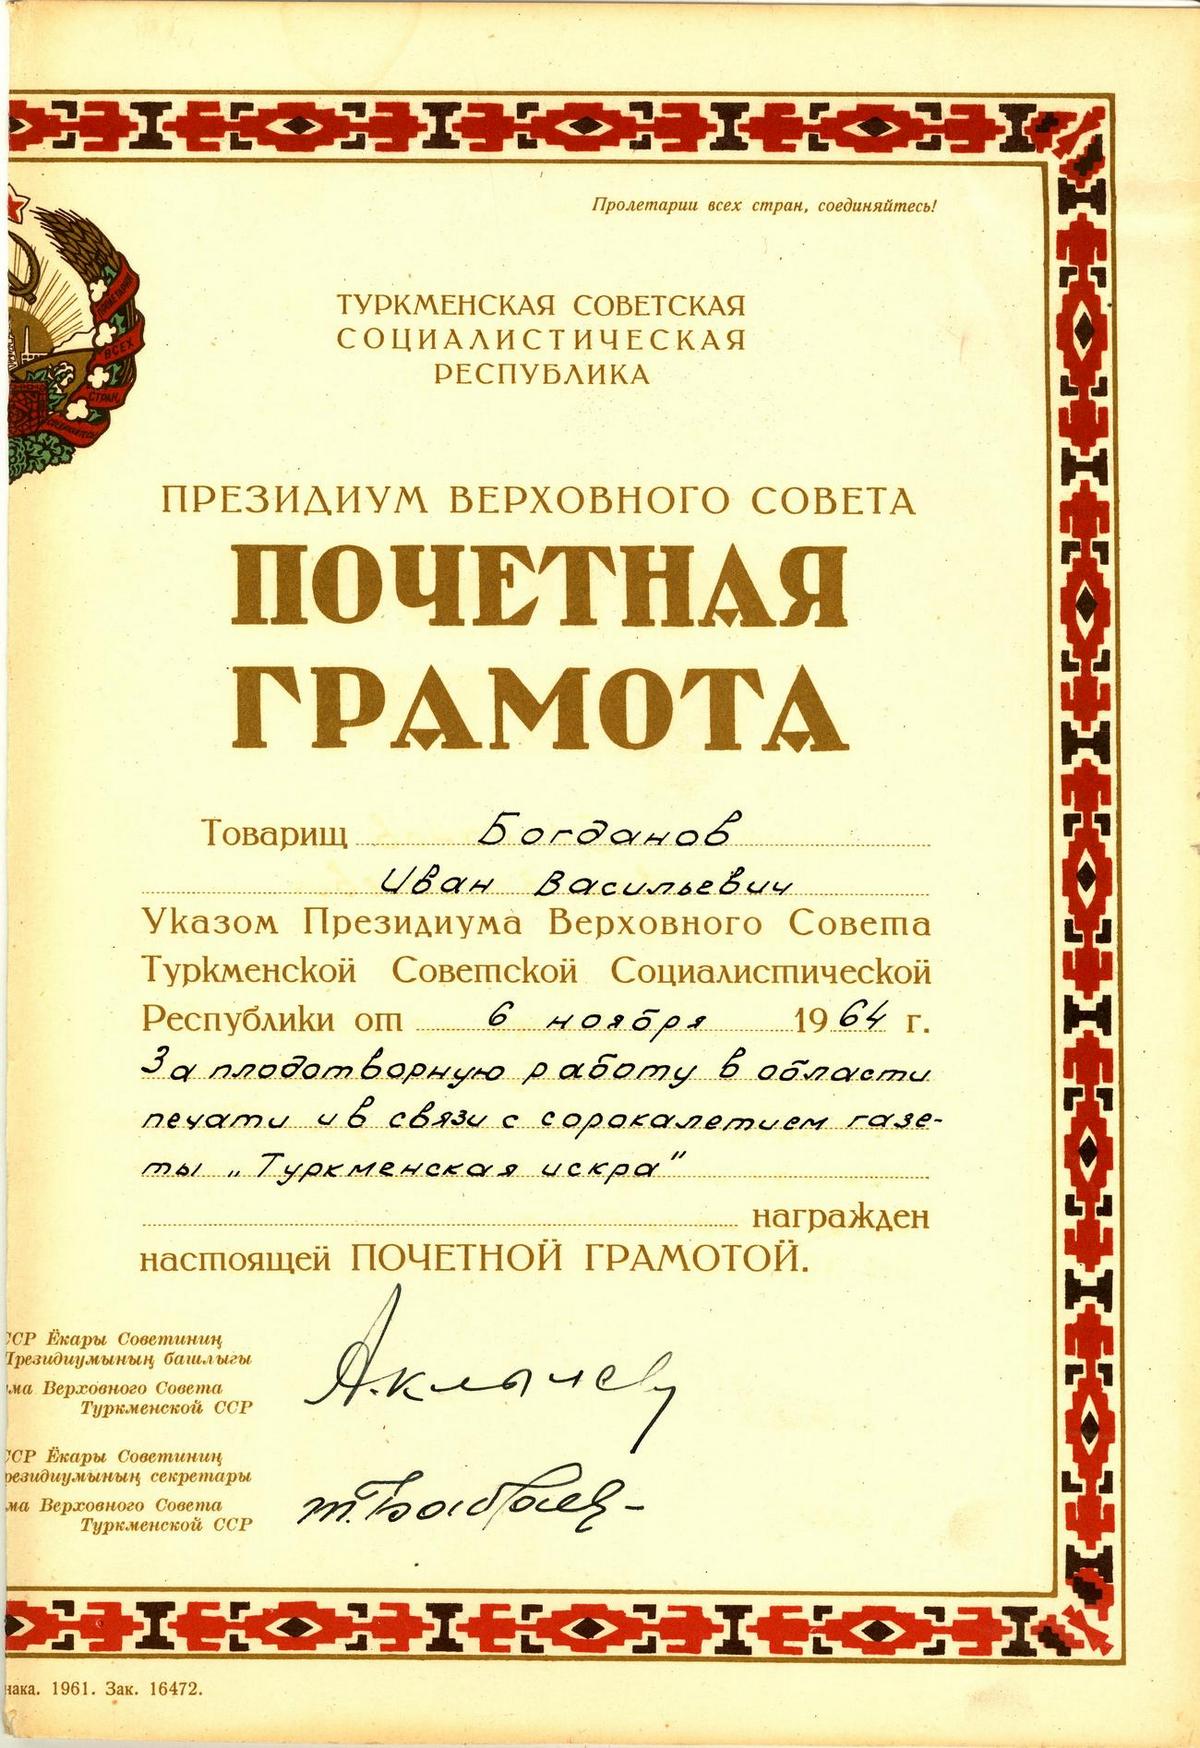 Пролетарии всех стран, соединяйтесь!
ТУРКМЕНСКАЯ СОВЕТСКАЯ
СОЦИАЛИСТИЧЕСКАЯ
РЕСПУБЛИКА
ВСЕХ
СТРАН,
ПРЕЗИДИУМ ВЕРХОВНОГО СОВЕТА
ПОЧЕТНАЯ
ГРАМОТА
Товарищ Богданов
Иван Васильевич
Указом Президиума Верховного Совета
Туркменской Советской Социалистической
Республики от 6 ноября 1964 г.
За плодотворную работу в области
печати и в связи с сорокалетием газе-
ты „Туркменская искра"
награжден
настоящей ПОЧЕТНОЙ ГРАМОТОЙ.
ССР Ёкары Советиниң
Президиумының башлыгы
ма Верховного Совета
Туркменской ССР
А. Клычев
ССР Ёкары Советиниң
резидиумының секретары
ма Верховного Совета
Туркменской ССР
нака. 1961. Зак. 16472.